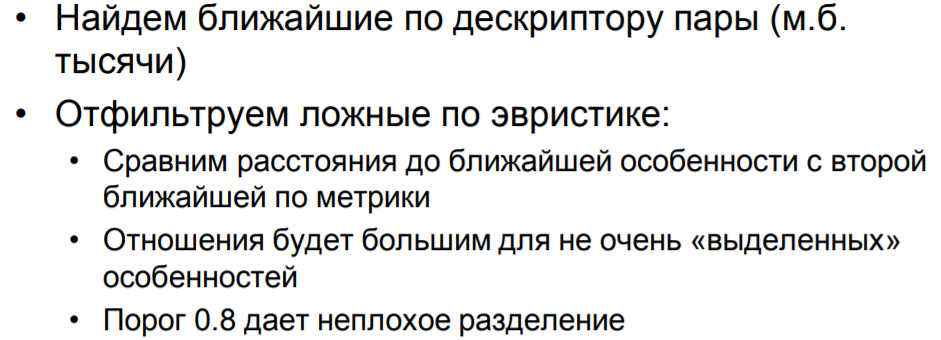 • Найдем ближайшие по дескриптору пары (м.б.
тысячи)
• Отфильтруем ложные по эвристике:
• Сравним расстояния до ближайшей особенности с второй
ближайшей по метрики
• Отношения будет большим для не очень «выделенных»
особенностей
• Порог 0.8 дает неплохое разделение